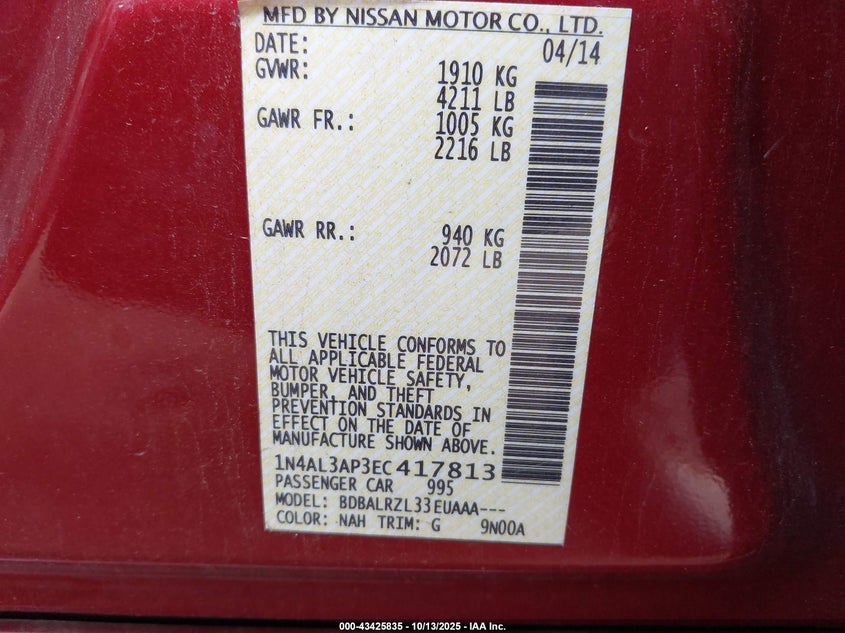 MFD BY NISSAN MOTOR CO., LTD.
DATE: 04/14
GVWR: 1910 KG
4211 LB
GAWR FR.: 1005 KG
2216 LB
GAWR RR.: 940 KG
2072 LB
THIS VEHICLE CONFORMS TO
ALL APPLICABLE FEDERAL
MOTOR VEHICLE SAFETY,
BUMPER, AND THEFT
PREVENTION STANDARDS IN
EFFECT ON THE DATE OF
MANUFACTURE SHOWN ABOVE.
1N4AL3AP3EC417813
PASSENGER CAR 995
MODEL: BDBALRZL33EUAAA---
COLOR: NAH TRIM: G 9N00A
000-43425835 - 10/13/2025 - IAA Inc.